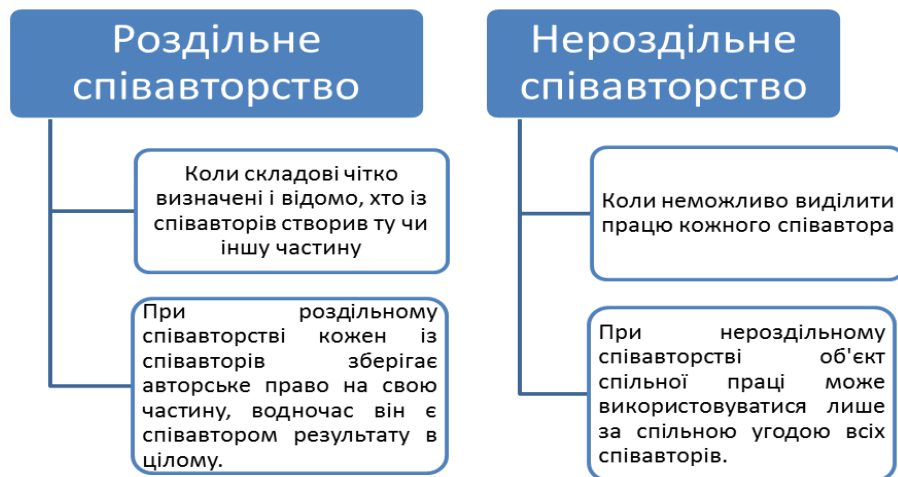 Роздільне
співавторство
Коли складові чітко
визначені і відомо, хто із
співавторів створив ту чи
іншу частину
При роздільному
співавторстві кожен із
співавторів зберігає
авторське право на свою
частину, водночас він є
співавтором результату в
цілому.
Нероздільне
співавторство
Коли неможливо виділити
працю кожного співавтора
При нероздільному
співавторстві об'єкт
спільної праці може
використовуватися лише
за спільною угодою всіх
співавторів.